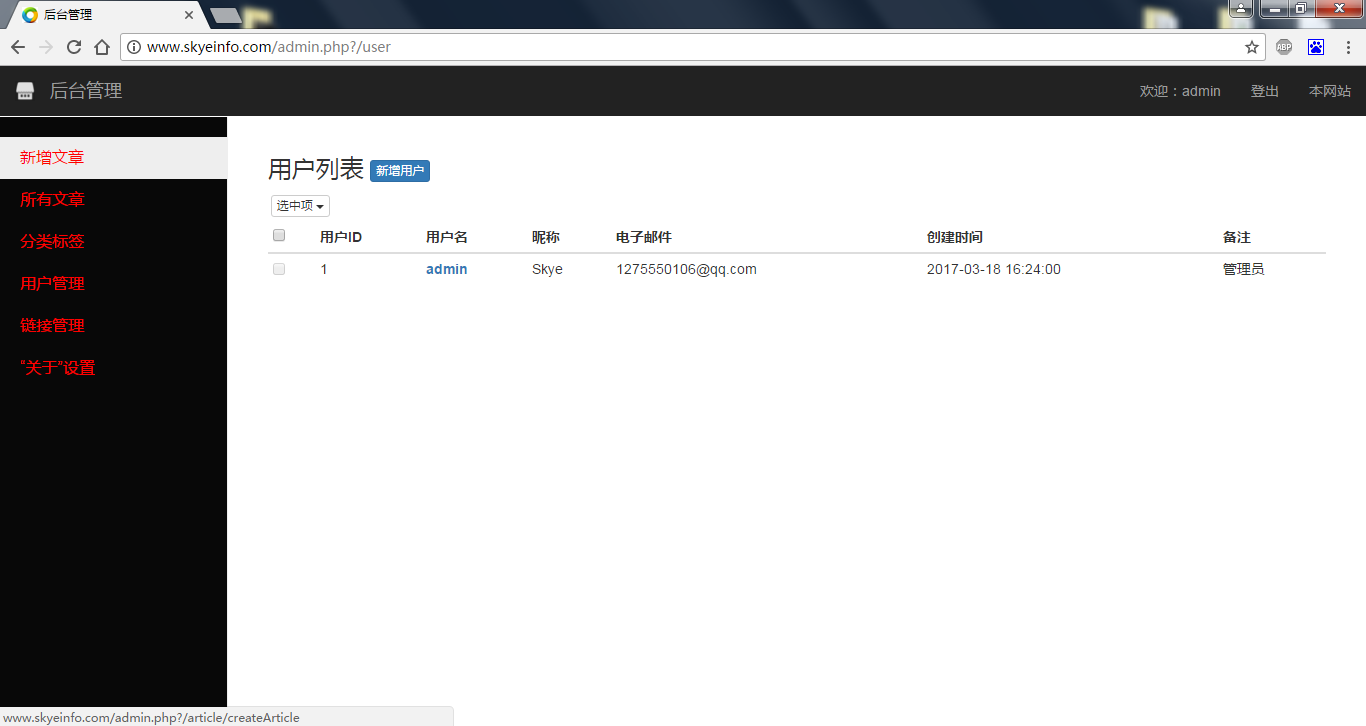 后台管理
www.skyeinfo.com/admin.php?/user
ABP
后台管理
欢迎：admin 登出 本网站
新增文章
所有文章
分类标签
用户管理
链接管理
“关于”设置
用户列表 新增用户
选中项
用户ID 用户名 昵称 电子邮件 创建时间 备注
1 admin Skye 1275550106@qq.com 2017-03-18 16:24:00 管理员
www.skyeinfo.com/admin.php?/article/createArticle